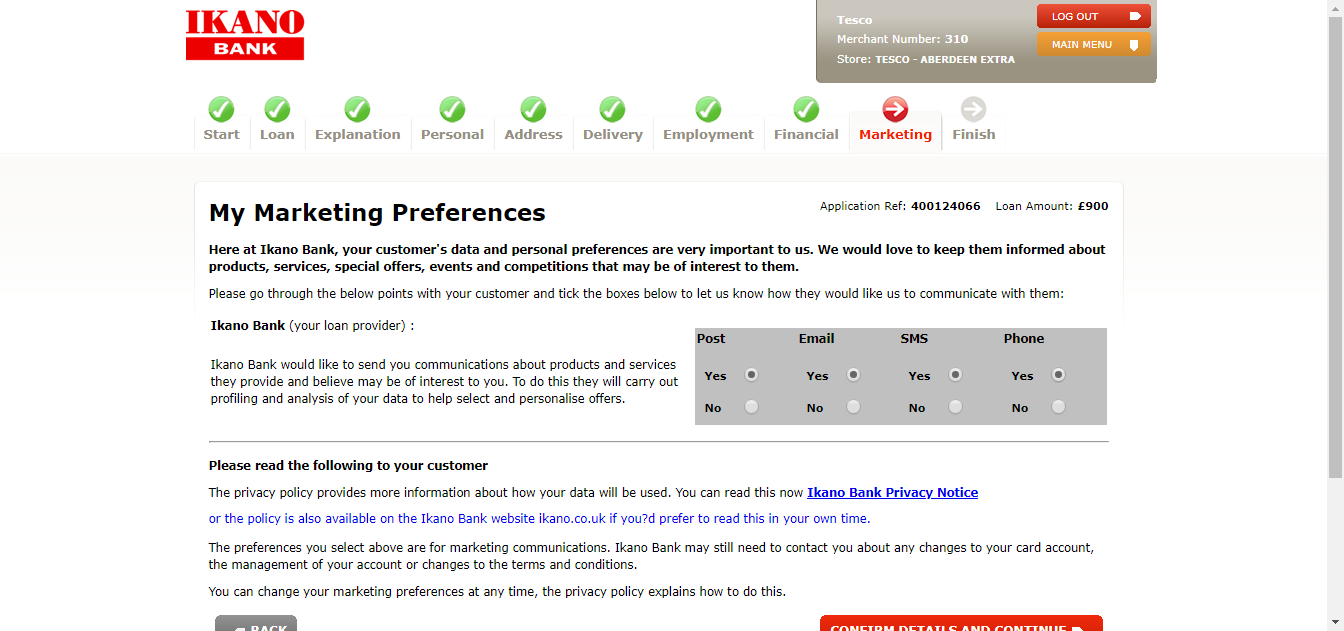 IKANO
BANK
Tesco
Merchant Number: 310
Store: TESCO - ABERDEEN EXTRA
LOG OUT
MAIN MENU
Start Loan Explanation Personal Address Delivery Employment Financial Marketing Finish
My Marketing Preferences
Application Ref: 400124066 Loan Amount: £900
Here at Ikano Bank, your customer's data and personal preferences are very important to us. We would love to keep them informed about
products, services, special offers, events and competitions that may be of interest to them.
Please go through the below points with your customer and tick the boxes below to let us know how they would like us to communicate with them:
Ikano Bank (your loan provider) :
Ikano Bank would like to send you communications about products and services
they provide and believe may be of interest to you. To do this they will carry out
profiling and analysis of your data to help select and personalise offers.
Post Email SMS Phone
Yes Yes Yes Yes
No No No No
Please read the following to your customer
The privacy policy provides more information about how your data will be used. You can read this now Ikano Bank Privacy Notice
or the policy is also available on the Ikano Bank website ikano.co.uk if you?d prefer to read this in your own time.
The preferences you select above are for marketing communications. Ikano Bank may still need to contact you about any changes to your card account,
the management of your account or changes to the terms and conditions.
You can change your marketing preferences at any time, the privacy policy explains how to do this.
BACK
CONFIRM DETAILS AND CONTINUE